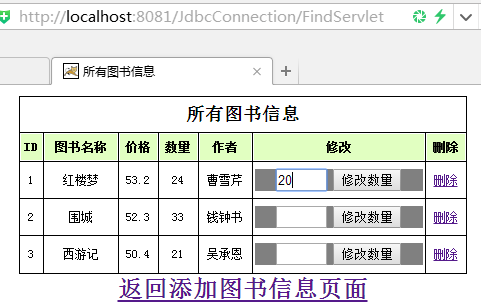 http://localhost:8081/JdbcConnection/FindServlet
所有图书信息
所有图书信息
ID 图书名称 价格 数量 作者 修改 删除
1 红楼梦 53.2 24 曹雪芹 20 修改数量 删除
2 围城 52.3 33 钱钟书 修改数量 删除
3 西游记 50.4 21 吴承恩 修改数量 删除
返回添加图书信息页面